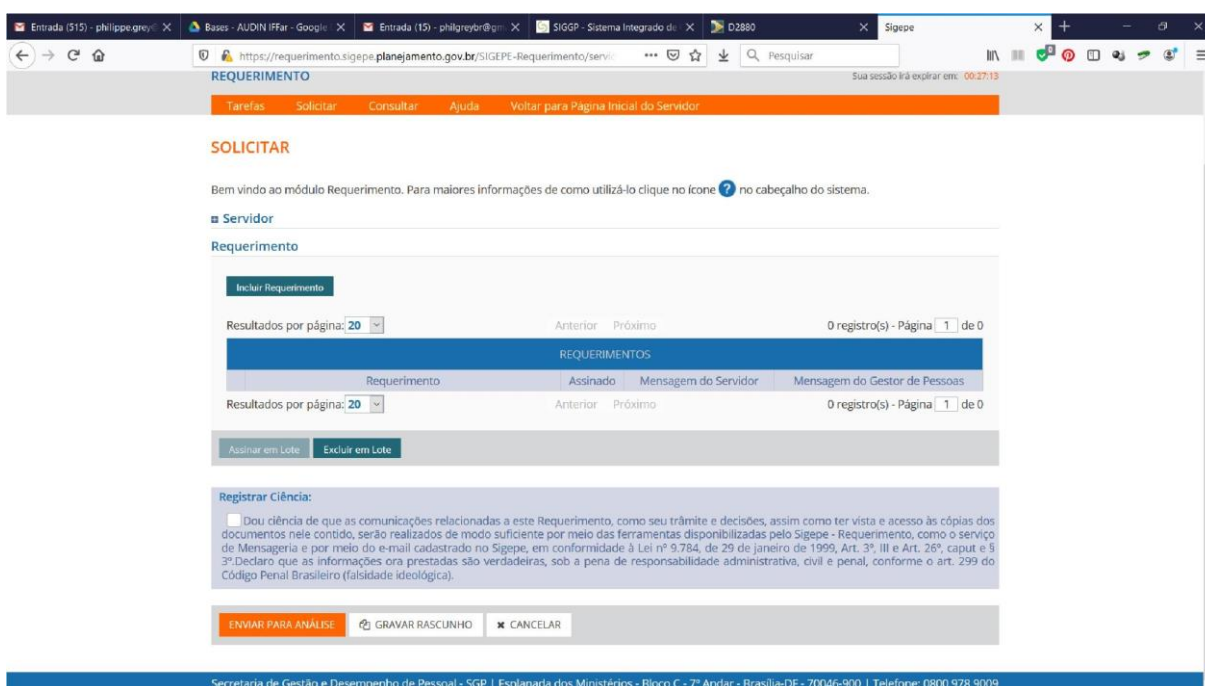 Entrada (515) - philippe.grey@
Bases - AUDIN IFFar - Google
Entrada (15) - philgreybr@gm
SIGGP - Sistema Integrado de
D2880
Sigepe
https://requerimento.sigepe.planejamento.gov.br/SIGEPE-Requerimento/servi
Pesquisar
REQUERIMENTO
Sua sessão irá expirar em: 00:27:13
Tarefas Solicitar Consultar Ajuda Voltar para Página Inicial do Servidor
SOLICITAR
Bem vindo ao módulo Requerimento. Para maiores informações de como utilizá-lo clique no ícone ? no cabeçalho do sistema.
Servidor
Requerimento
Incluir Requerimento
Resultados por página: 20 Anterior Próximo 0 registro(s) - Página 1 de 0
REQUERIMENTOS
Requerimento Assinado Mensagem do Servidor Mensagem do Gestor de Pessoas
Resultados por página: 20 Anterior Próximo 0 registro(s) - Página 1 de 0
Assinar em Lote Excluir em Lote
Registrar Ciência:
Dou ciência de que as comunicações relacionadas a este Requerimento, como seu trâmite e decisões, assim como ter vista e acesso às cópias dos
documentos nele contido, serão realizados de modo suficiente por meio das ferramentas disponibilizadas pelo Sigepe - Requerimento, como o serviço
de Mensageria e por meio do e-mail cadastrado no Sigepe, em conformidade à Lei nº 9.784, de 29 de janeiro de 1999, Art. 3º, III e Art. 26º, caput e §
3º.Declaro que as informações ora prestadas são verdadeiras, sob a pena de responsabilidade administrativa, civil e penal, conforme o art. 299 do
Código Penal Brasileiro (falsidade ideológica).
ENVIAR PARA ANÁLISE GRAVAR RASCUNHO CANCELAR
Secretaria de Gestão e Desempenho de Pessoal - SGP | Esplanada dos Ministérios - Bloco C - 7º Andar - Brasília-DF - 70046-900 | Telefone: 0800 978 9009